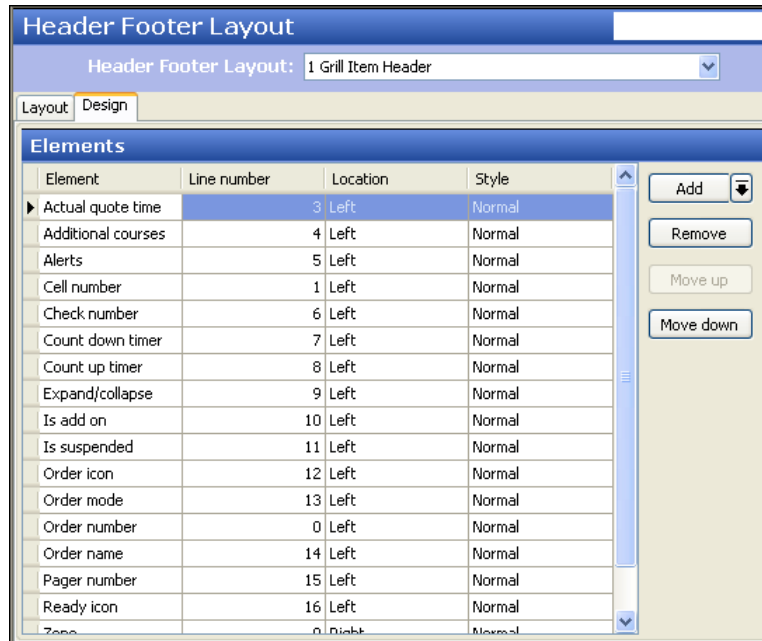 Header Footer Layout
Header Footer Layout: 1 Grill Item Header
Layout Design
Elements
Element Line number Location Style
Actual quote time 3 Left Normal
Additional courses 4 Left Normal
Alerts 5 Left Normal
Cell number 1 Left Normal
Check number 6 Left Normal
Count down timer 7 Left Normal
Count up timer 8 Left Normal
Expand/collapse 9 Left Normal
Is add on 10 Left Normal
Is suspended 11 Left Normal
Order icon 12 Left Normal
Order mode 13 Left Normal
Order number 0 Left Normal
Order name 14 Left Normal
Pager number 15 Left Normal
Ready icon 16 Left Normal
Zone 0 Right Normal
Add
Remove
Move up
Move down